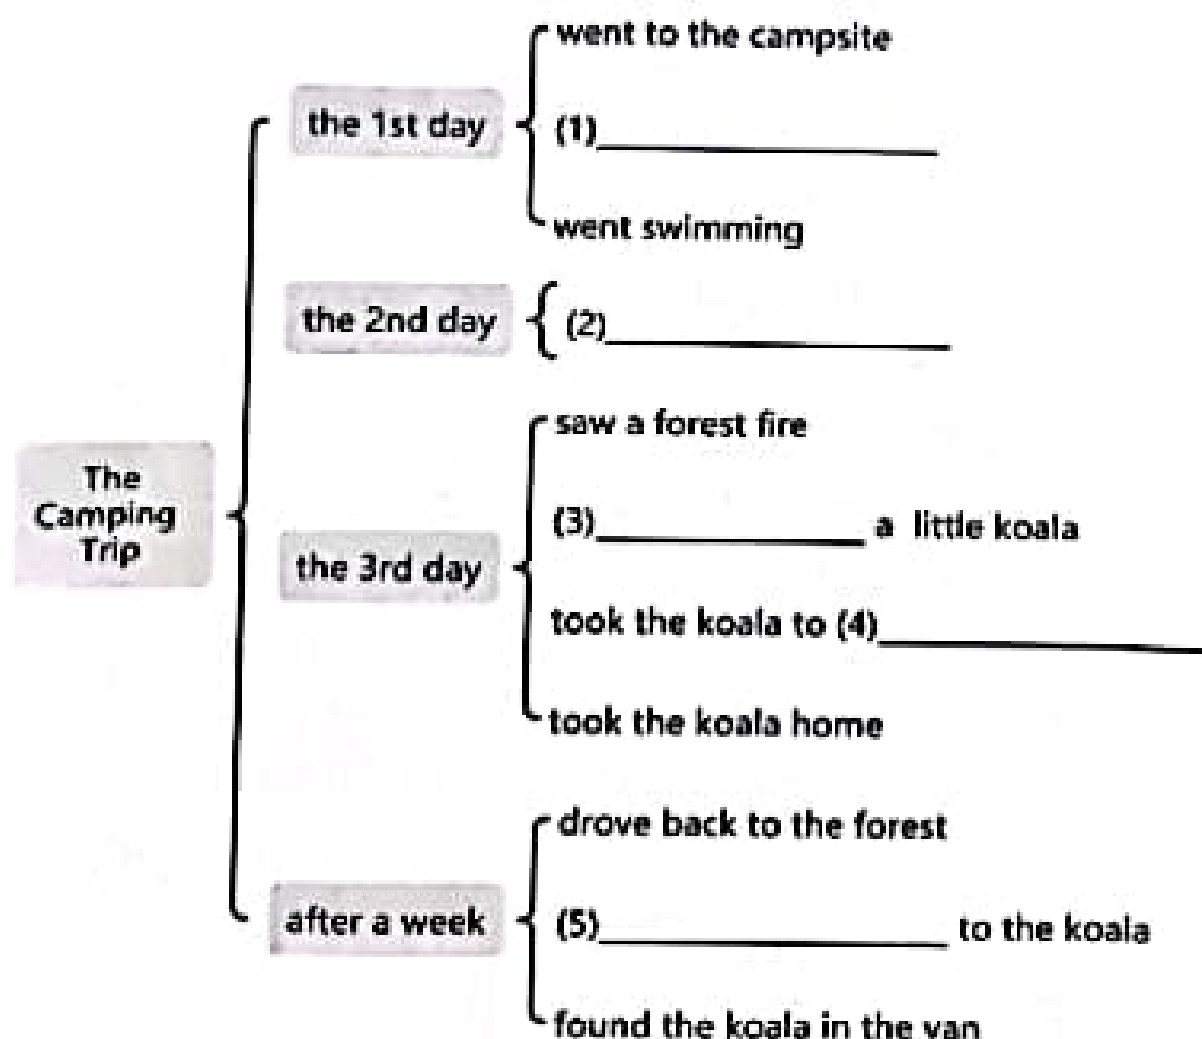 went to the campsite
the 1st day
(1)
went swimming
the 2nd day
(2)
The
Camping
Trip
saw a forest fire
(3) a little koala
the 3rd day
took the koala to (4)
took the koala home
drove back to the forest
after a week
(5) to the koala
found the koala in the van